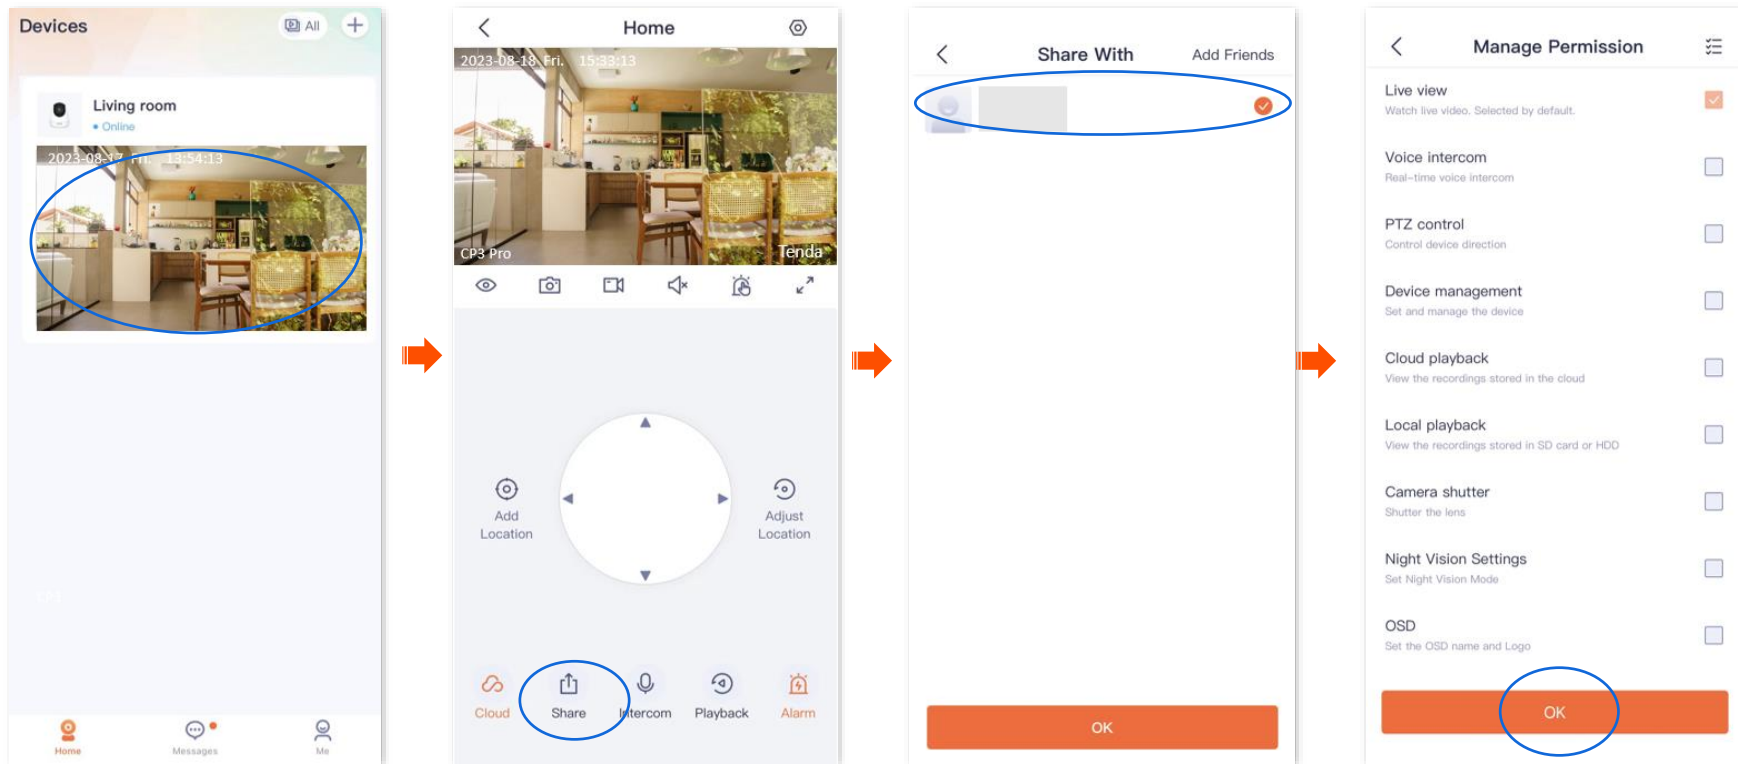 Devices
All
Living room
Online
2023-08-17 Fri. 13:54:13
Home
Messages
Me
Home
2023-08-18 Fri. 15:33:13
CP3 Pro
Tenda
Add
Location
Adjust
Location
Cloud
Share
Intercom
Playback
Alarm
Share With
Add Friends
OK
Manage Permission
Live view
Watch live video. Selected by default.
Voice intercom
Real-time voice intercom
PTZ control
Control device direction
Device management
Set and manage the device
Cloud playback
View the recordings stored in the cloud
Local playback
View the recordings stored in SD card or HDD
Camera shutter
Shutter the lens
Night Vision Settings
Set Night Vision Mode
OSD
Set the OSD name and Logo
OK